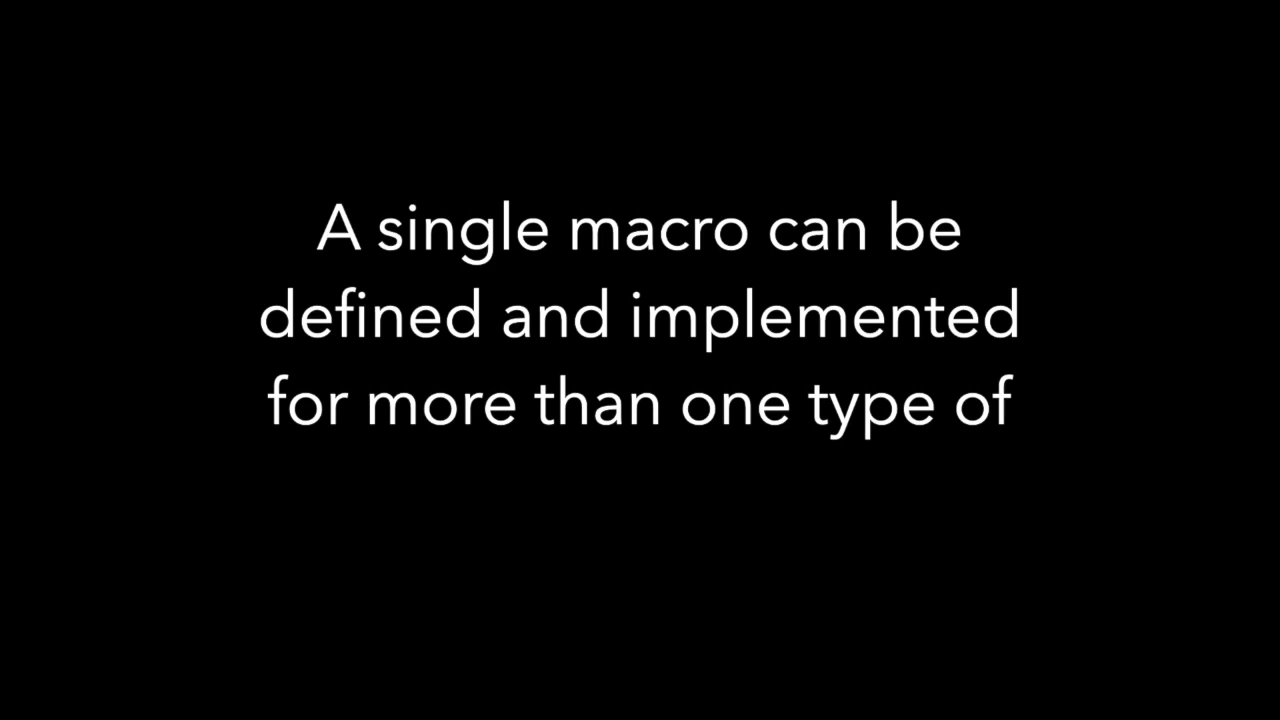 A single macro can be
defined and implemented
for more than one type of